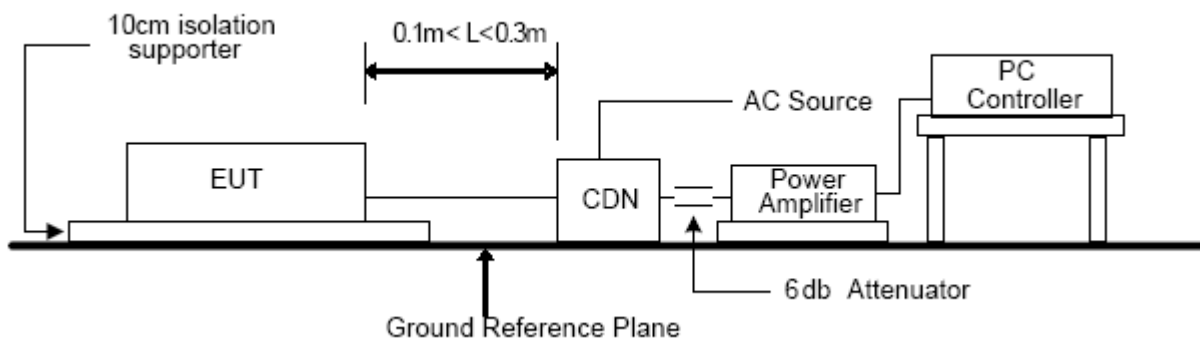 10cm isolation
supporter
0.1m< L<0.3m
PC
Controller
AC Source
EUT
CDN
Power
Amplifier
6db Attenuator
Ground Reference Plane